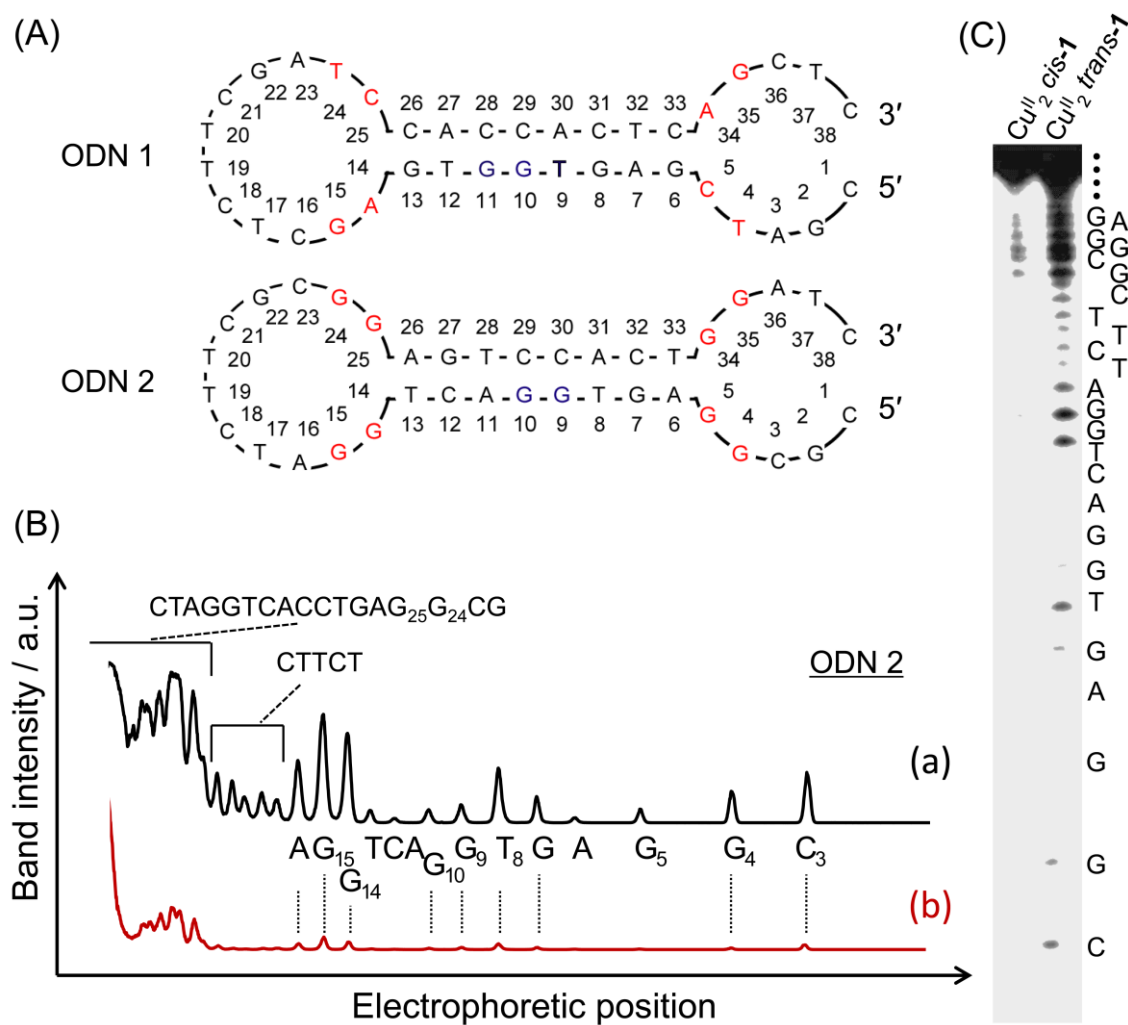 (A)
ODN 1
C G A T C
21 22 23 24 25
26 27 28 29 30 31 32 33
C - A - C - C - A - C - T - C
A G C T C 3′
34 35 36 37 38
T T C T C G A
20 19 18 17 16 15 14
G - T - G - G - T - G - A - G
13 12 11 10 9 8 7 6
C T A G C 5′
5 4 3 2 1
ODN 2
C G C G G
21 22 23 24 25
26 27 28 29 30 31 32 33
A - G - T - C - C - A - C - T
G G A T C 3′
34 35 36 37 38
T T C T A G G
20 19 18 17 16 15 14
T - C - A - G - G - T - G - A
13 12 11 10 9 8 7 6
G G C G C 5′
5 4 3 2 1
(B)
Band intensity / a.u.
CTAGGTCACCTGAG₂₅G₂₄CG
CTTCT
ODN 2
(a)
A G₁₅ G₁₄ T C A G₁₀ G₉ T₈ G A G₅ G₄ C₃
(b)
Electrophoretic position
(C)
Cuᴵᴵ₂ cis-1
Cuᴵᴵ₂ trans-1
G A
G G
C G
C
T
T
C T
A
G
G
T
C
A
G
G
T
G
A
G
G
C